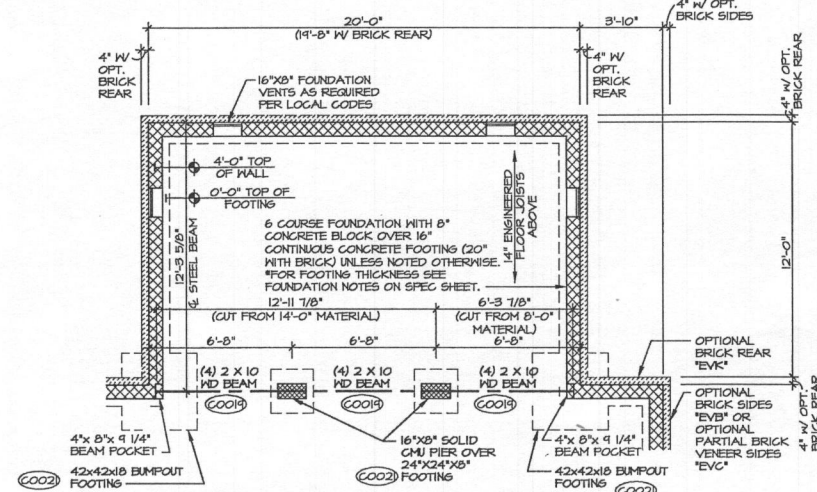 20'-0"
(19'-8" W/ BRICK REAR)
3'-10"
4" W/ OPT.
BRICK SIDES
4" W/
OPT.
BRICK
REAR
4" W/
OPT.
BRICK
REAR
4" W/ OPT.
BRICK REAR
16"X8" FOUNDATION
VENTS AS REQUIRED
PER LOCAL CODES
4'-0" TOP
OF WALL
0'-0" TOP OF
FOOTING
12'-3 5/8"
℄ STEEL BEAM
6 COURSE FOUNDATION WITH 8"
CONCRETE BLOCK OVER 16"
CONTINUOUS CONCRETE FOOTING (20"
WITH BRICK) UNLESS NOTED OTHERWISE.
*FOR FOOTING THICKNESS SEE
FOUNDATION NOTES ON SPEC SHEET.
14" ENGINEERED
FLOOR JOISTS
ABOVE
12'-0"
12'-11 7/8"
(CUT FROM 14'-0" MATERIAL)
6'-3 7/8"
(CUT FROM 8'-0"
MATERIAL)
6'-8"
6'-8"
6'-8"
(4) 2 X 10
WD BEAM
C0019
(4) 2 X 10
WD BEAM
C0019
(4) 2 X 10
WD BEAM
C0019
OPTIONAL
BRICK REAR
"EVK"
OPTIONAL
BRICK SIDES
"EVB" OR
OPTIONAL
PARTIAL BRICK
VENEER SIDES
"EVC"
4" W/ OPT.
BRICK REAR
4"x 8"x 9 1/4"
BEAM POCKET
42x42x18 BUMPOUT
FOOTING
C0021
16"X8" SOLID
CMU PIER OVER
24"X24"X8"
FOOTING
C0021
4"x 8"x 9 1/4"
BEAM POCKET
42x42x18 BUMPOUT
FOOTING
C0021